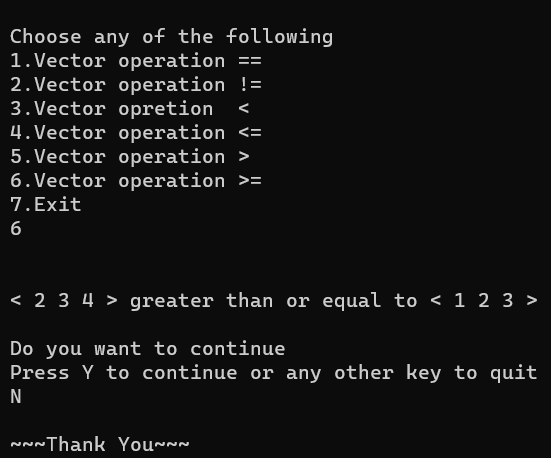 Choose any of the following
1.Vector operation ==
2.Vector operation !=
3.Vector opretion  <
4.Vector operation <=
5.Vector operation >
6.Vector operation >=
7.Exit
6
< 2 3 4 > greater than or equal to < 1 2 3 >
Do you want to continue
Press Y to continue or any other key to quit
N
~~~Thank You~~~